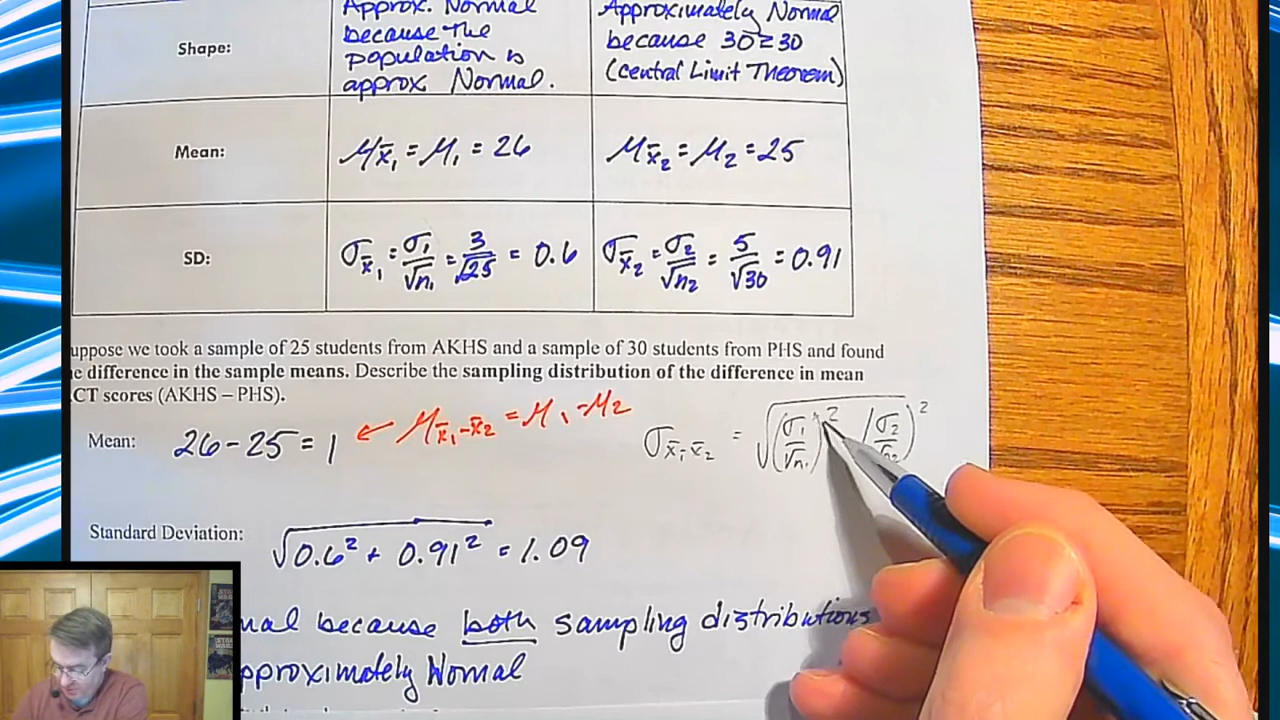 Shape:
Approx. Normal
because the
population is
approx. Normal.
Approximately Normal
because 30≥30
(Central Limit Theorem)
Mean:
μx̄₁ = μ₁ = 26
μx̄₂ = μ₂ = 25
SD:
σx̄₁ = σ₁/√n₁ = 3/√25 = 0.6
σx̄₂ = σ₂/√n₂ = 5/√30 = 0.91
uppose we took a sample of 25 students from AKHS and a sample of 30 students from PHS and found
e difference in the sample means. Describe the sampling distribution of the difference in mean
CT scores (AKHS – PHS).
Mean: 26-25=1 ← μx̄₁-x̄₂ = μ₁-μ₂
σx̄₁-x̄₂ = √(σ₁/√n₁)² (σ₂/√n₂)²
Standard Deviation: √0.6² + 0.91² = 1.09
mal because both sampling distributions
pproximately Normal